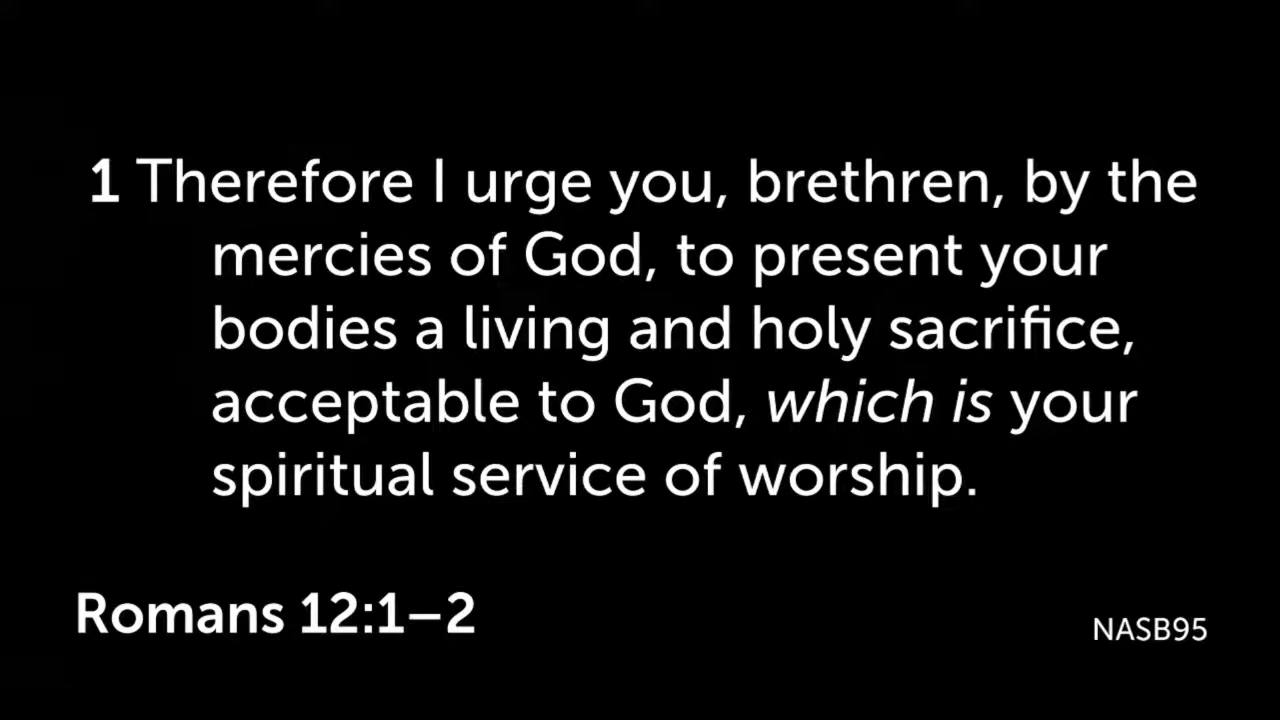 1 Therefore I urge you, brethren, by the
mercies of God, to present your
bodies a living and holy sacrifice,
acceptable to God, which is your
spiritual service of worship.
Romans 12:1–2
NASB95